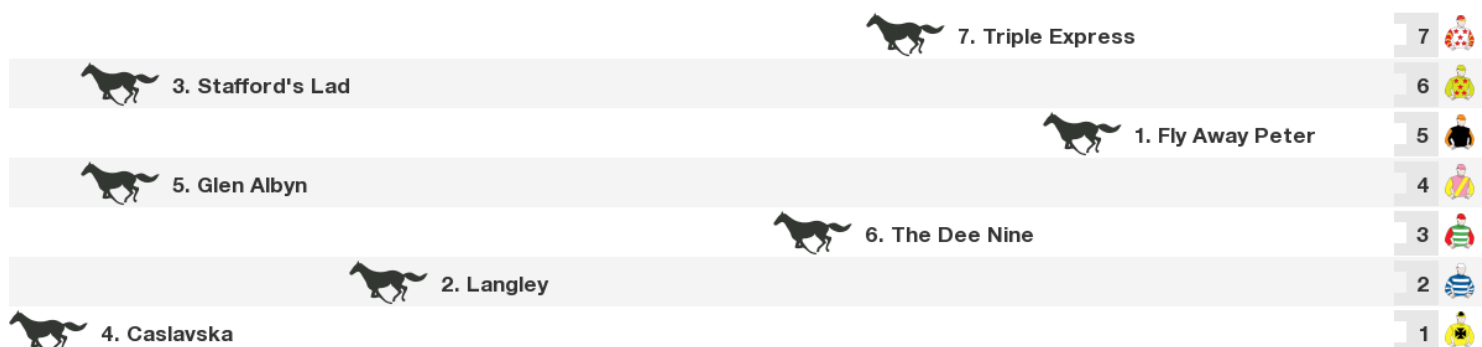 7. Triple Express 7
3. Stafford's Lad 6
1. Fly Away Peter 5
5. Glen Albyn 4
6. The Dee Nine 3
2. Langley 2
4. Caslavska 1